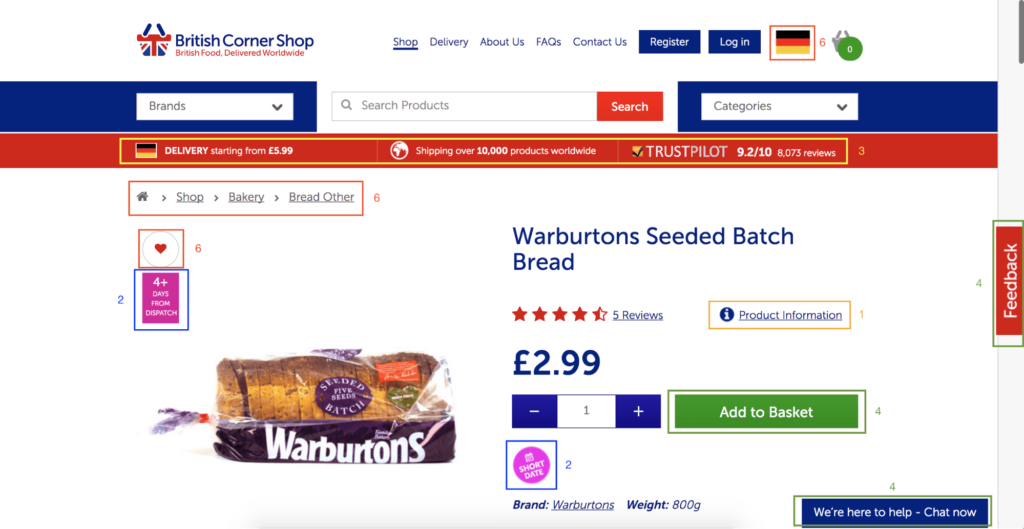 British Corner Shop
British Food, Delivered Worldwide
Shop Delivery About Us FAQs Contact Us Register Log in 6 0
Brands Search Products Search Categories
DELIVERY starting from £5.99 Shipping over 10,000 products worldwide TRUSTPILOT 9.2/10 8,073 reviews 3
> Shop > Bakery > Bread Other 6
6
2
4+
DAYS
FROM
DISPATCH
Warburtons Seeded Batch
Bread
5 Reviews Product Information 1
£2.99
− 1 + Add to Basket 4
SHORT
DATE
2
Brand: Warburtons Weight: 800g
SEEDED
FIVE
SEEDS
BATCH
Warburtons
4
Feedback
4
We're here to help - Chat now